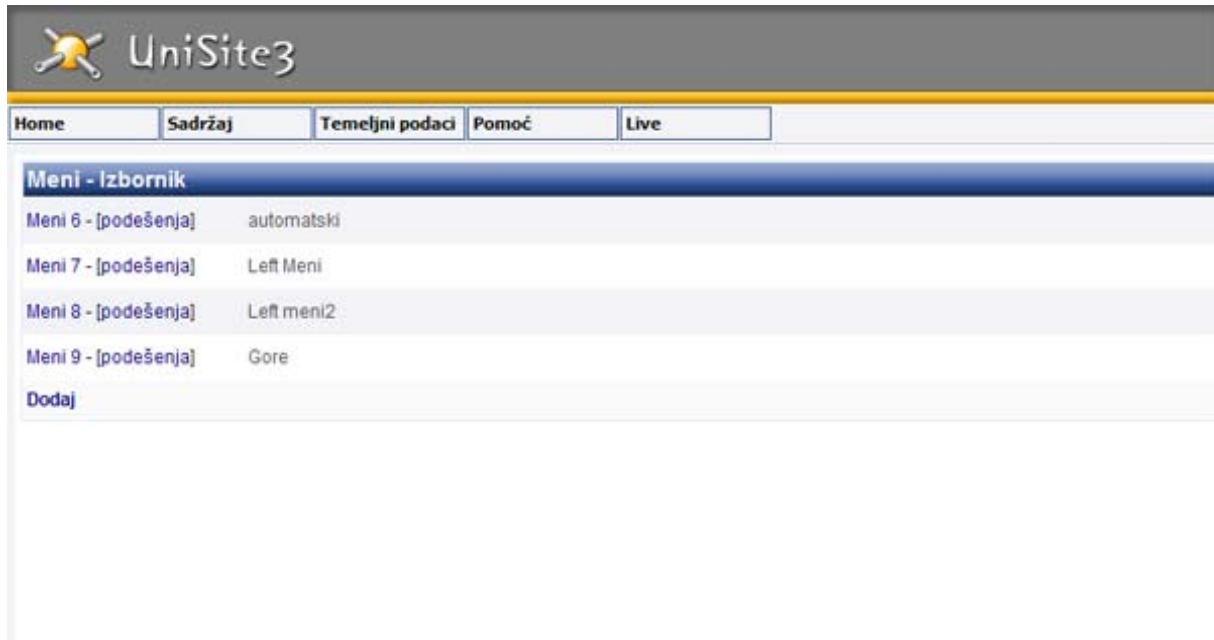 UniSite3
Home Sadržaj Temeljni podaci Pomoć Live
Meni - Izbornik
Meni 6 - [podešenja] automatski
Meni 7 - [podešenja] Left Meni
Meni 8 - [podešenja] Left meni2
Meni 9 - [podešenja] Gore
Dodaj